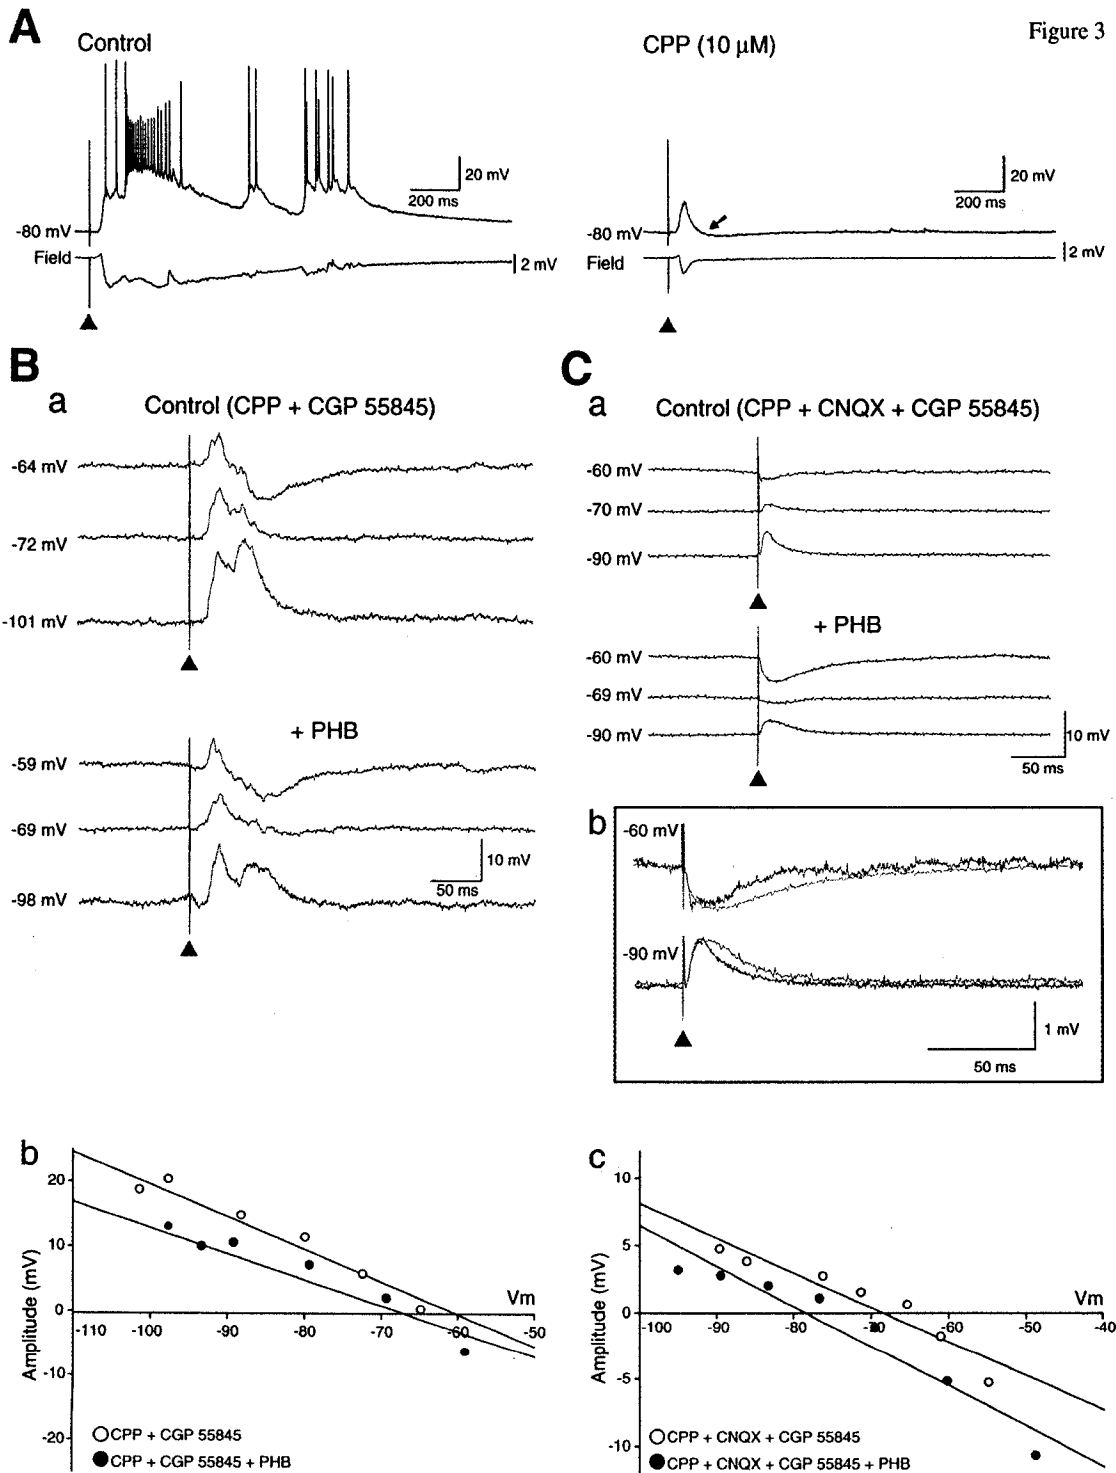 Figure 3
A
Control
CPP (10 µM)
20 mV
200 ms
-80 mV
Field
2 mV
20 mV
200 ms
-80 mV
Field
2 mV
B
a
Control (CPP + CGP 55845)
-64 mV
-72 mV
-101 mV
+ PHB
-59 mV
-69 mV
-98 mV
10 mV
50 ms
C
a
Control (CPP + CNQX + CGP 55845)
-60 mV
-70 mV
-90 mV
+ PHB
-60 mV
-69 mV
-90 mV
10 mV
50 ms
b
-60 mV
-90 mV
1 mV
50 ms
b
Amplitude (mV)
20
10
0
-10
-20
-110 -100 -90 -80 -70 -60 -50
Vm
CPP + CGP 55845
CPP + CGP 55845 + PHB
c
Amplitude (mV)
10
5
0
-5
-10
-100 -90 -80 -70 -60 -50 -40
Vm
CPP + CNQX + CGP 55845
CPP + CNQX + CGP 55845 + PHB